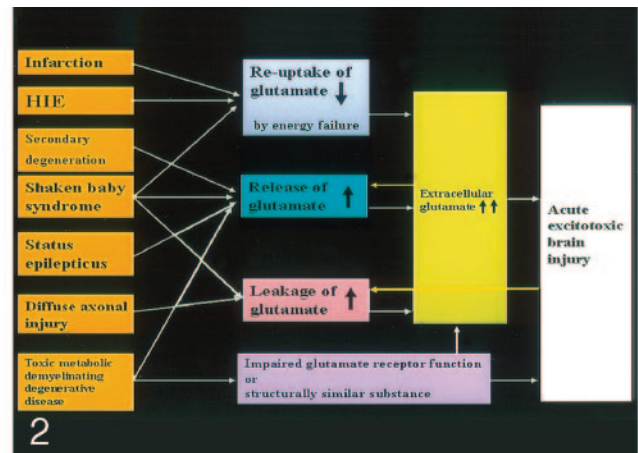 Infarction
HIE
Secondary
degeneration
Shaken baby
syndrome
Status
epilepticus
Diffuse axonal
injury
Toxic metabolic
demyelinating
degenerative
disease
Re-uptake of
glutamate
by energy failure
Release of
glutamate
Leakage of
glutamate
Impaired glutamate receptor function
or
structurally similar substance
Extracellular
glutamate
Acute
excitotoxic
brain
injury
2